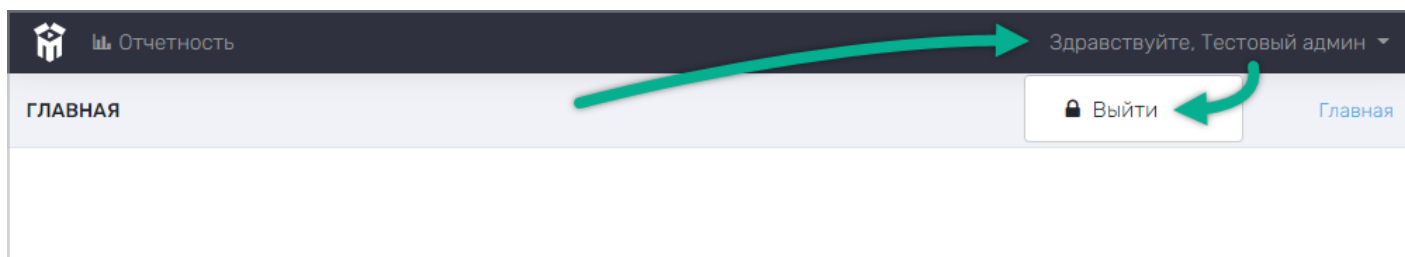 Отчетность
Здравствуйте, Тестовый админ
ГЛАВНАЯ
Выйти
Главная